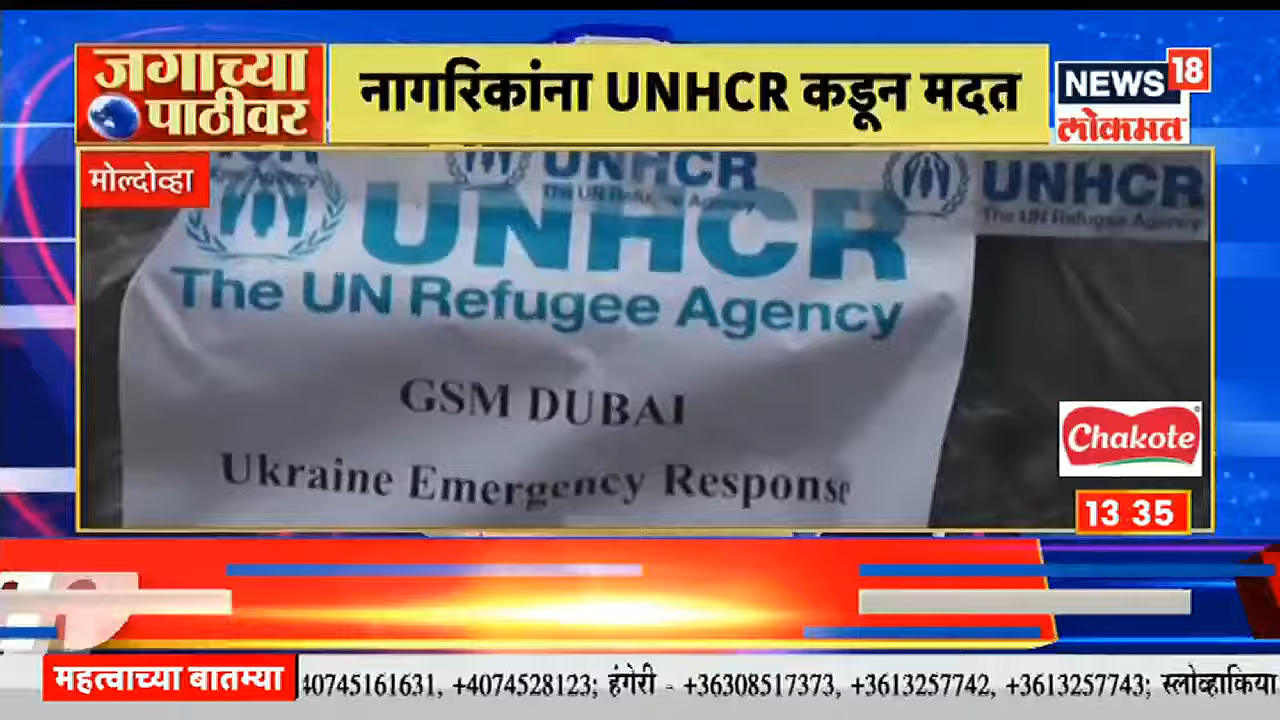 जगाच्या
पाठीवर
नागरिकांना UNHCR कडून मदत
NEWS 18
लोकमत
मोल्दोव्हा
UNHCR
The UN Refugee Agency
UNHCR
The UN Refugee Agency
UNHCR
The UN Refugee Agency
GSM DUBAI
Ukraine Emergency Response
Chakote
13 35
महत्वाच्या बातम्या
40745161631, +4074528123; हंगेरी - +36308517373, +3613257742, +3613257743; स्लोव्हाकिया